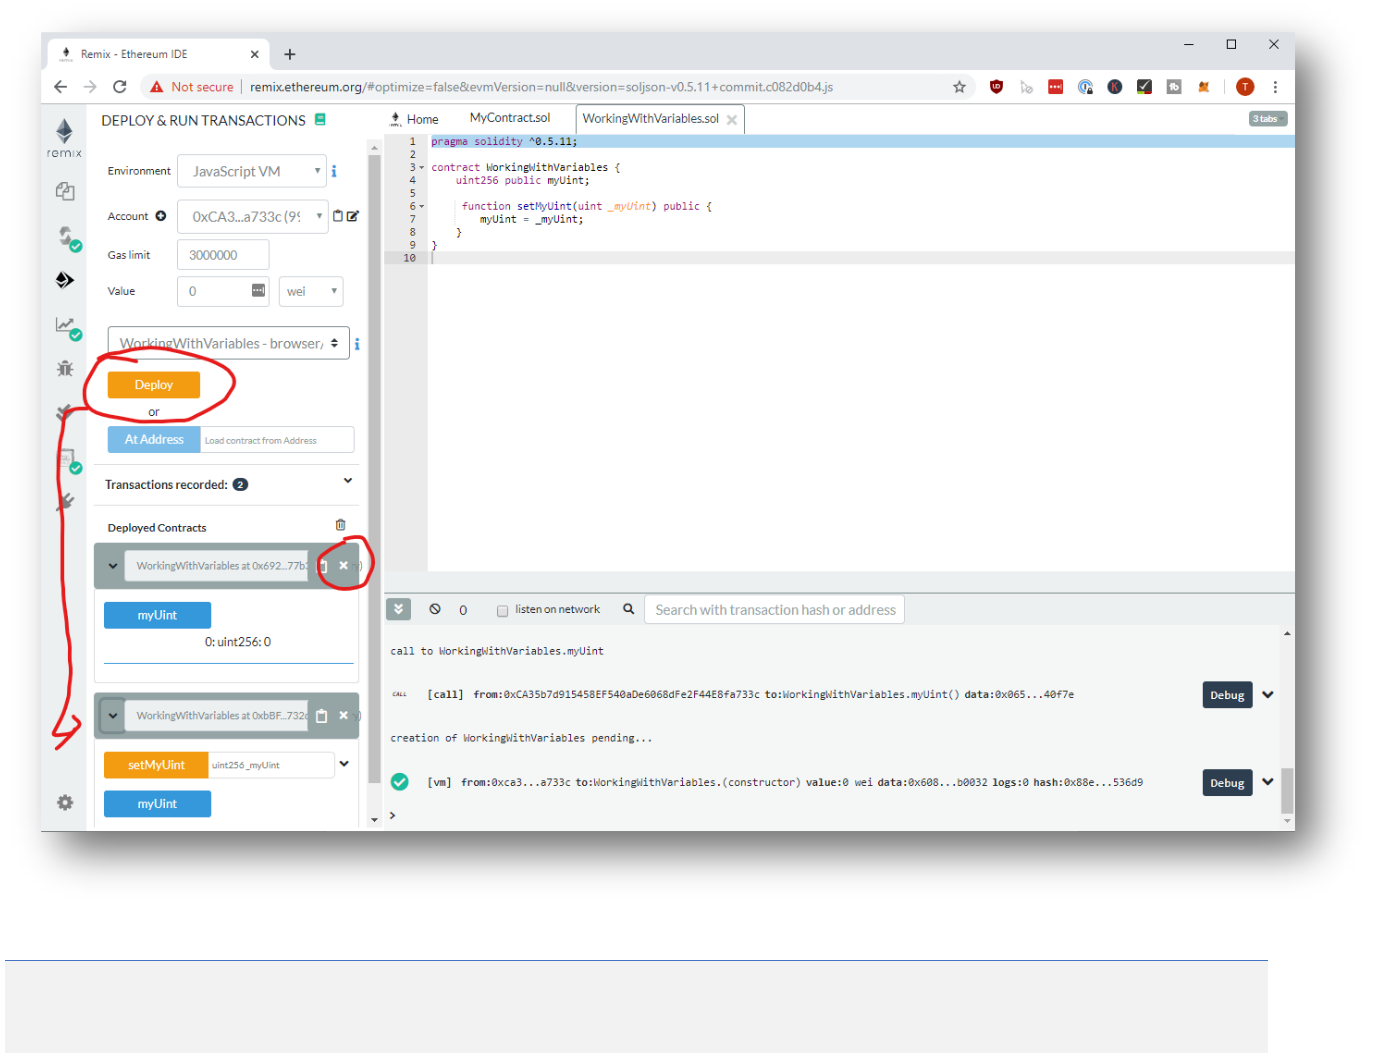 Remix - Ethereum IDE
Not secure | remix.ethereum.org/#optimize=false&evmVersion=null&version=soljson-v0.5.11+commit.c082d0b4.js
remix
DEPLOY & RUN TRANSACTIONS
Environment JavaScript VM
Account 0xCA3...a733c (99
Gas limit 3000000
Value 0 wei
WorkingWithVariables - browser/
Deploy
or
At Address Load contract from Address
Transactions recorded: 2
Deployed Contracts
WorkingWithVariables at 0x692...77b
myUint
0: uint256: 0
WorkingWithVariables at 0xbBF...732
setMyUint uint256 _myUint
myUint
Home MyContract.sol WorkingWithVariables.sol
3 tabs
1 pragma solidity ^0.5.11;
2
3 contract WorkingWithVariables {
4 uint256 public myUint;
5
6 function setMyUint(uint _myUint) public {
7 myUint = _myUint;
8 }
9 }
10
0 listen on network Search with transaction hash or address
call to WorkingWithVariables.myUint
CALL [call] from:0xCA35b7d915458EF540aDe6068dFe2F44E8fa733c to:WorkingWithVariables.myUint() data:0x065...40f7e Debug
creation of WorkingWithVariables pending...
[vm] from:0xca3...a733c to:WorkingWithVariables.(constructor) value:0 wei data:0x608...b0032 logs:0 hash:0x88e...536d9 Debug
>